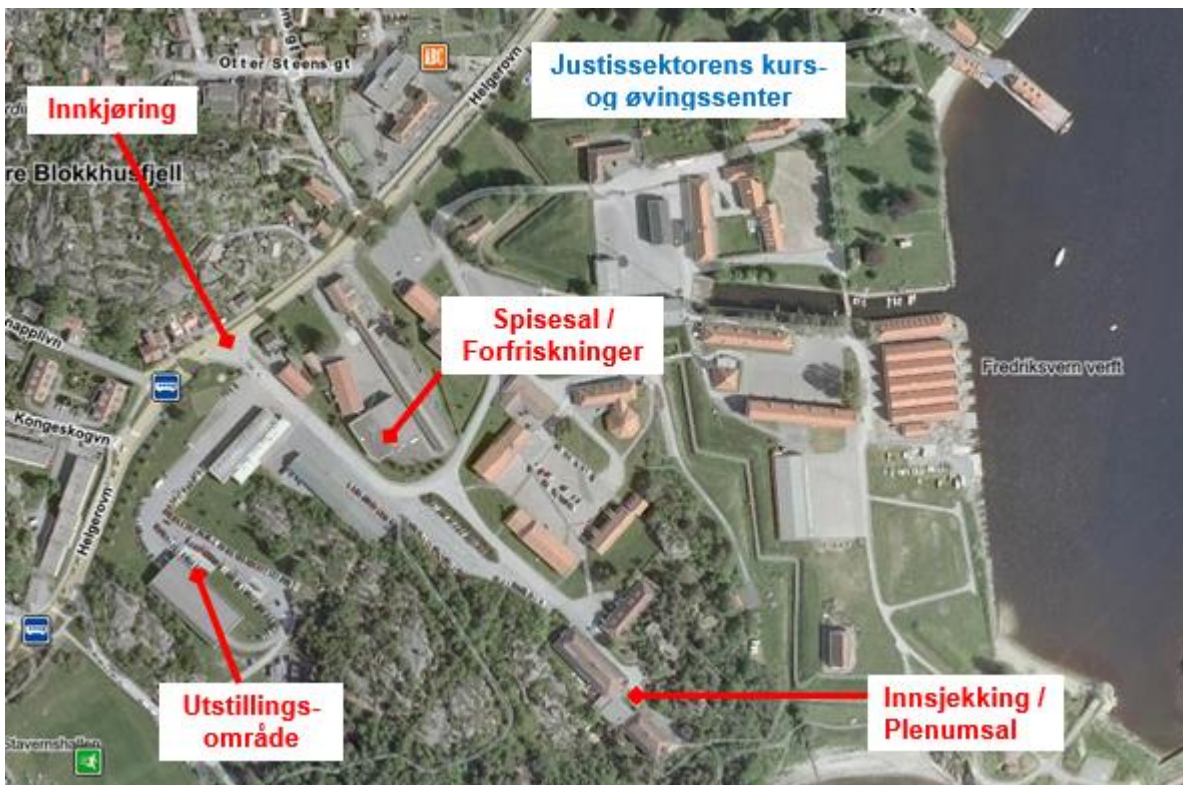 Otter Steens gt
ABC
Helgerovn
Justissektorens kurs-
og øvingssenter
Innkjøring
re Blokkhusfjell
Spisesal /
Forfriskninger
Fredriksvern verft
Kongeskogvn
Helgerovn
Utstillings-
område
Innsjekking /
Plenumsal
Stavernshallen